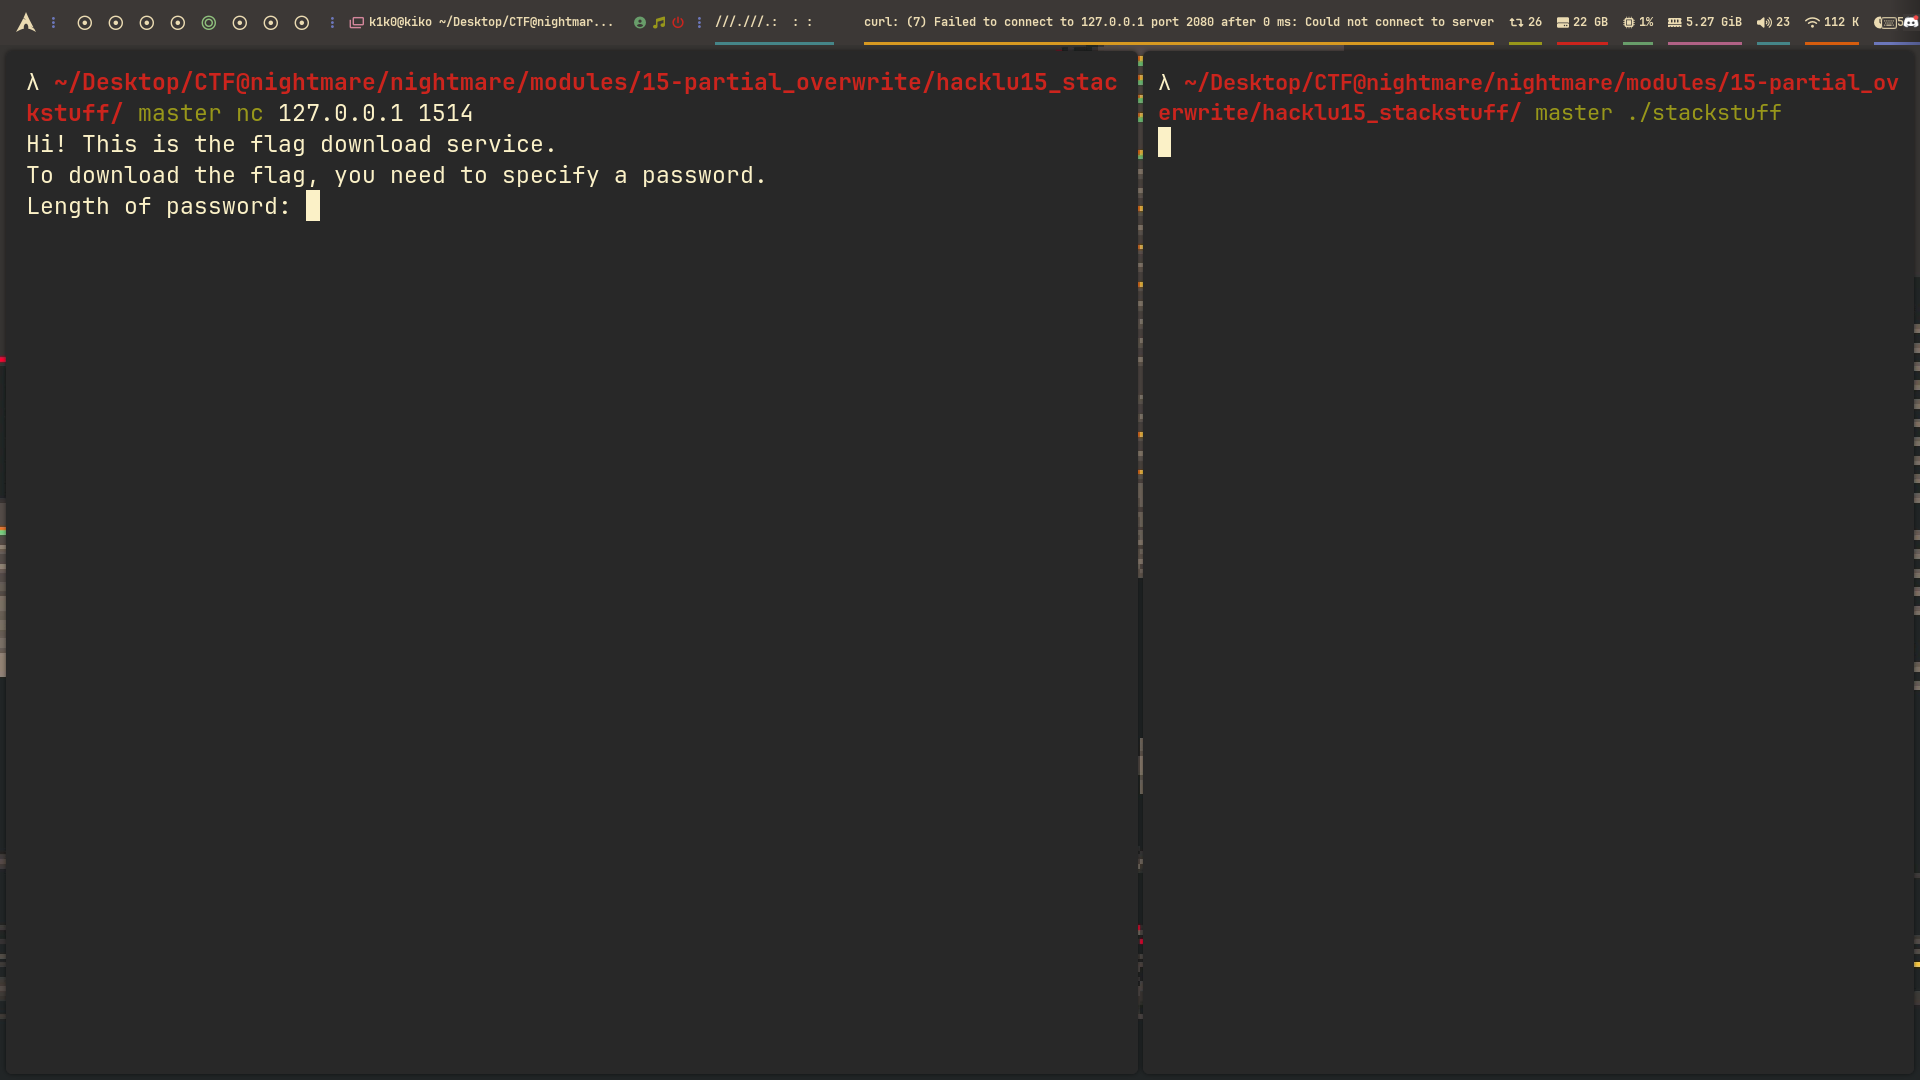 k1k0@kiko ~/Desktop/CTF@nightmar... ///.///.: : : curl: (7) Failed to connect to 127.0.0.1 port 2080 after 0 ms: Could not connect to server 26 22 GB 1% 5.27 GiB 23 112 K
λ ~/Desktop/CTF@nightmare/nightmare/modules/15-partial_overwrite/hacklu15_stac
kstuff/ master nc 127.0.0.1 1514
Hi! This is the flag download service.
To download the flag, you need to specify a password.
Length of password:
λ ~/Desktop/CTF@nightmare/nightmare/modules/15-partial_ov
erwrite/hacklu15_stackstuff/ master ./stackstuff